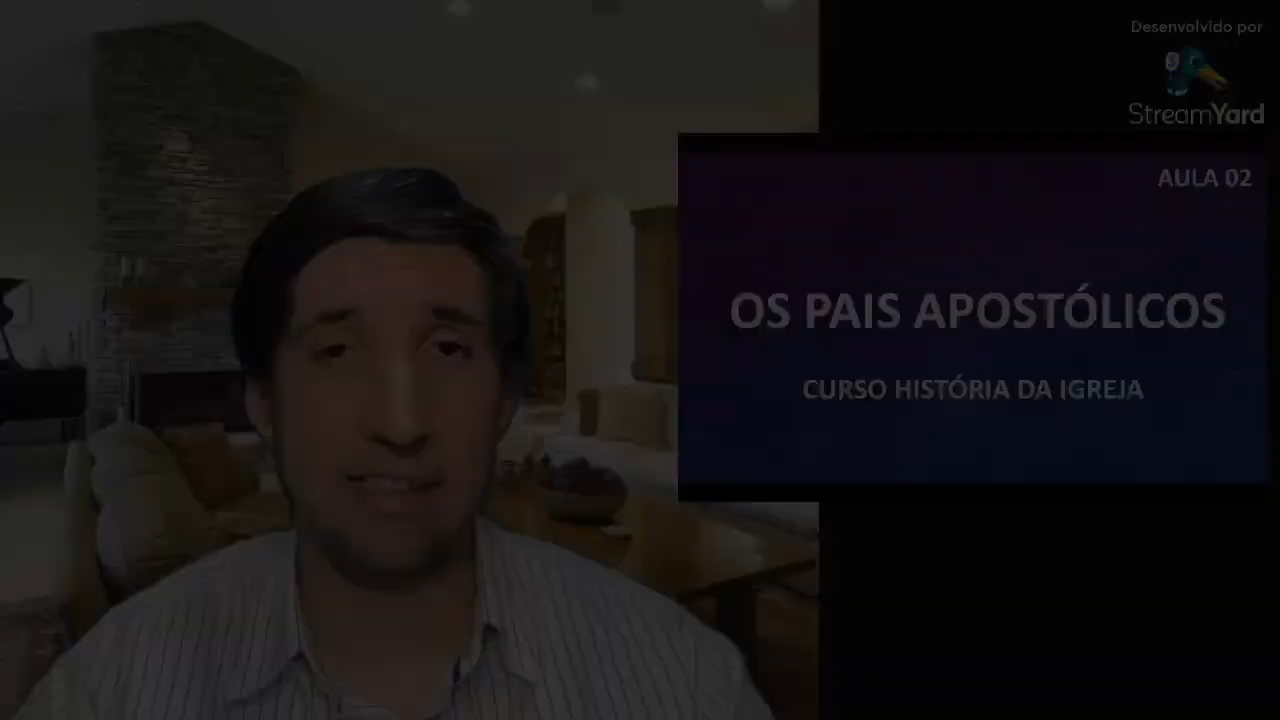 Desenvolvido por
StreamYard
AULA 02
OS PAIS APOSTÓLICOS
CURSO HISTÓRIA DA IGREJA